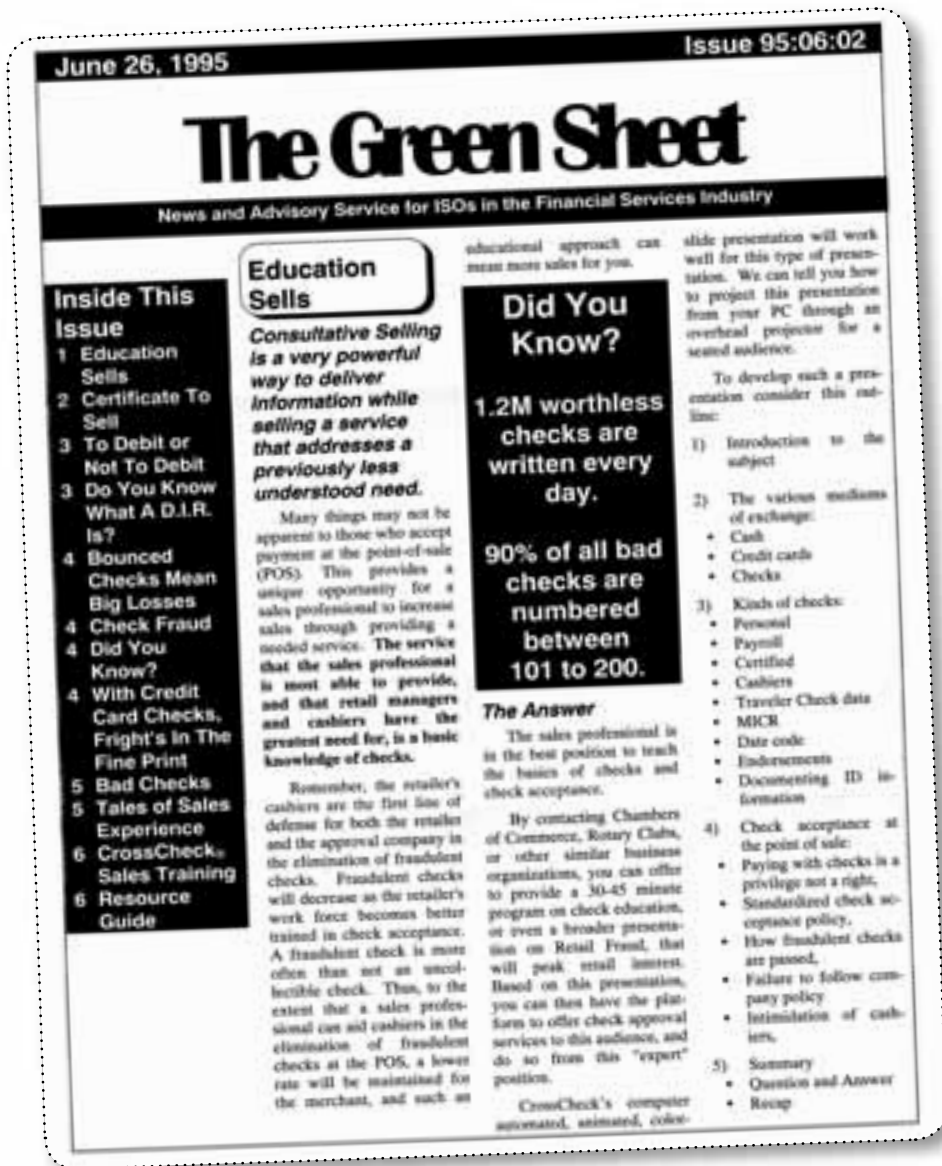 June 26, 1995
Issue 95:06:02
The Green Sheet
News and Advisory Service for ISOs in the Financial Services Industry
Inside This
Issue
1 Education
Sells
2 Certificate To
Sell
3 To Debit or
Not To Debit
3 Do You Know
What A D.I.R.
Is?
4 Bounced
Checks Mean
Big Losses
4 Check Fraud
4 Did You
Know?
4 With Credit
Card Checks,
Fright's In The
Fine Print
5 Bad Checks
5 Tales of Sales
Experience
6 CrossCheck®
Sales Training
6 Resource
Guide
Education
Sells
Consultative Selling
is a very powerful
way to deliver
information while
selling a service
that addresses a
previously less
understood need.
Many things may not be
apparent to those who accept
payment at the point-of-sale
(POS). This provides a
unique opportunity for a
sales professional to increase
sales through providing a
needed service. The service
that the sales professional
is most able to provide,
and that retail managers
and cashiers have the
greatest need for, is a basic
knowledge of checks.
Remember, the retailer's
cashiers are the first line of
defense for both the retailer
and the approval company in
the elimination of fraudulent
checks. Fraudulent checks
will decrease as the retailer's
work force becomes better
trained in check acceptance.
A fraudulent check is more
often than not an uncol-
lectible check. Thus, to the
extent that a sales profes-
sional can aid cashiers in the
elimination of fraudulent
checks at the POS, a lower
rate will be maintained for
the merchant, and such an
educational approach can
mean more sales for you.
Did You
Know?
1.2M worthless
checks are
written every
day.
90% of all bad
checks are
numbered
between
101 to 200.
The Answer
The sales professional is
in the best position to teach
the basics of checks and
check acceptance.
By contacting Chambers
of Commerce, Rotary Clubs,
or other similar business
organizations, you can offer
to provide a 30-45 minute
program on check education,
or even a broader presenta-
tion on Retail Fraud, that
will peak retail interest.
Based on this presentation,
you can then have the plat-
form to offer check approval
services to this audience, and
do so from this "expert"
position.
CrossCheck's computer
automated, animated, color-
slide presentation will work
well for this type of presen-
tation. We can tell you how
to project this presentation
from your PC through an
overhead projector for a
seated audience.
To develop such a pres-
entation consider this out-
line:
1) Introduction to the
subject
2) The various mediums
of exchange:
• Cash
• Credit cards
• Checks
3) Kinds of checks:
• Personal
• Payroll
• Certified
• Cashiers
• Traveler Check data
• MICR
• Date code
• Endorsements
• Documenting ID in-
formation
4) Check acceptance at
the point of sale:
• Paying with checks is a
privilege not a right,
• Standardized check ac-
ceptance policy,
• How fraudulent checks
are passed,
• Failure to follow com-
pany policy
• Intimidation of cash-
iers,
5) Summary
• Question and Answer
• Recap